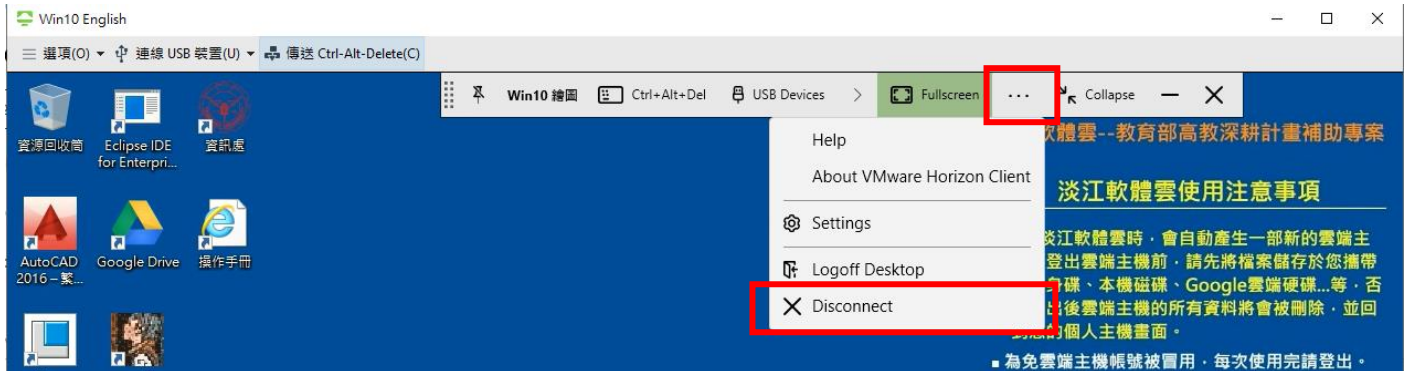 Win10 English
選項(O) 連線 USB 裝置(U) 傳送 Ctrl-Alt-Delete(C)
Win10 繪圖 Ctrl+Alt+Del USB Devices Fullscreen ... Collapse
資源回收筒
Eclipse IDE
for Enterpri...
資訊處
AutoCAD
2016 – 繁...
Google Drive
操作手冊
Help
About VMware Horizon Client
Settings
Logoff Desktop
Disconnect
軟體雲--教育部高教深耕計畫補助專案
淡江軟體雲使用注意事項
淡江軟體雲時，會自動產生一部新的雲端主
登出雲端主機前，請先將檔案儲存於您攜帶
身碟、本機磁碟、Google雲端硬碟...等，否
出後雲端主機的所有資料將會被刪除，並回
到您的個人主機畫面。
▪ 為免雲端主機帳號被冒用，每次使用完請登出。